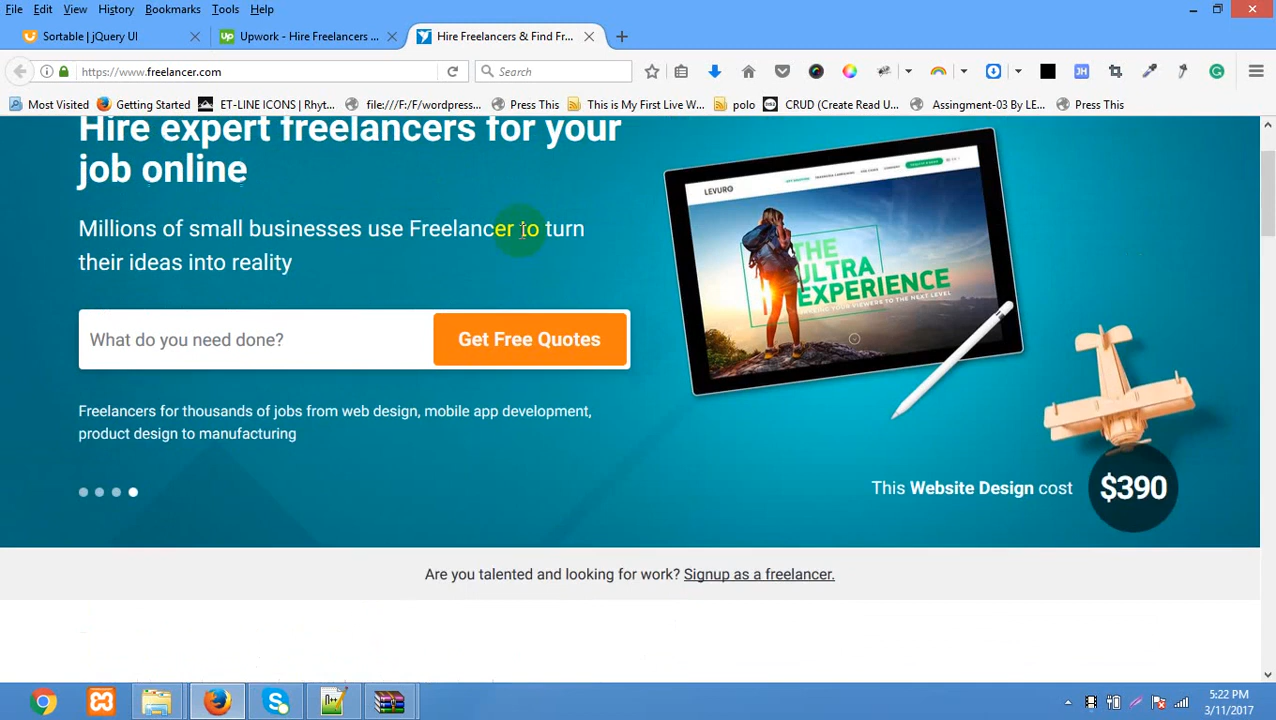 File Edit View History Bookmarks Tools Help
Sortable | jQuery UI
Upwork - Hire Freelancers ...
Hire Freelancers & Find Fr...
https://www.freelancer.com
Search
Most Visited
Getting Started
ET-LINE ICONS | Rhyt...
file:///F:/F/wordpress...
Press This
This is My First Live W...
polo
CRUD (Create Read U...
Assingment-03 By LE...
Press This
Hire expert freelancers for your
job online
Millions of small businesses use Freelancer to turn
their ideas into reality
What do you need done?
Get Free Quotes
Freelancers for thousands of jobs from web design, mobile app development,
product design to manufacturing
LEVURO
THE
ULTRA
EXPERIENCE
This Website Design cost
$390
Are you talented and looking for work? Signup as a freelancer.
5:22 PM
3/11/2017